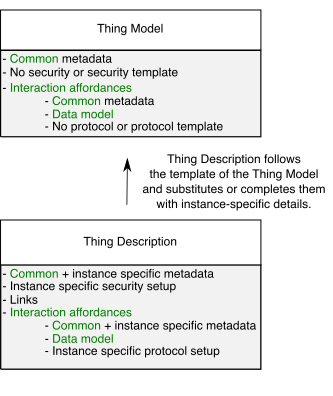 Thing Model
- Common metadata
- No security or security template
- Interaction affordances
- Common metadata
- Data model
- No protocol or protocol template
Thing Description follows
the template of the Thing Model
and substitutes or completes them
with instance-specific details.
Thing Description
- Common + instance specific metadata
- Instance specific security setup
- Links
- Interaction affordances
- Common + instance specific metadata
- Data model
- Instance specific protocol setup